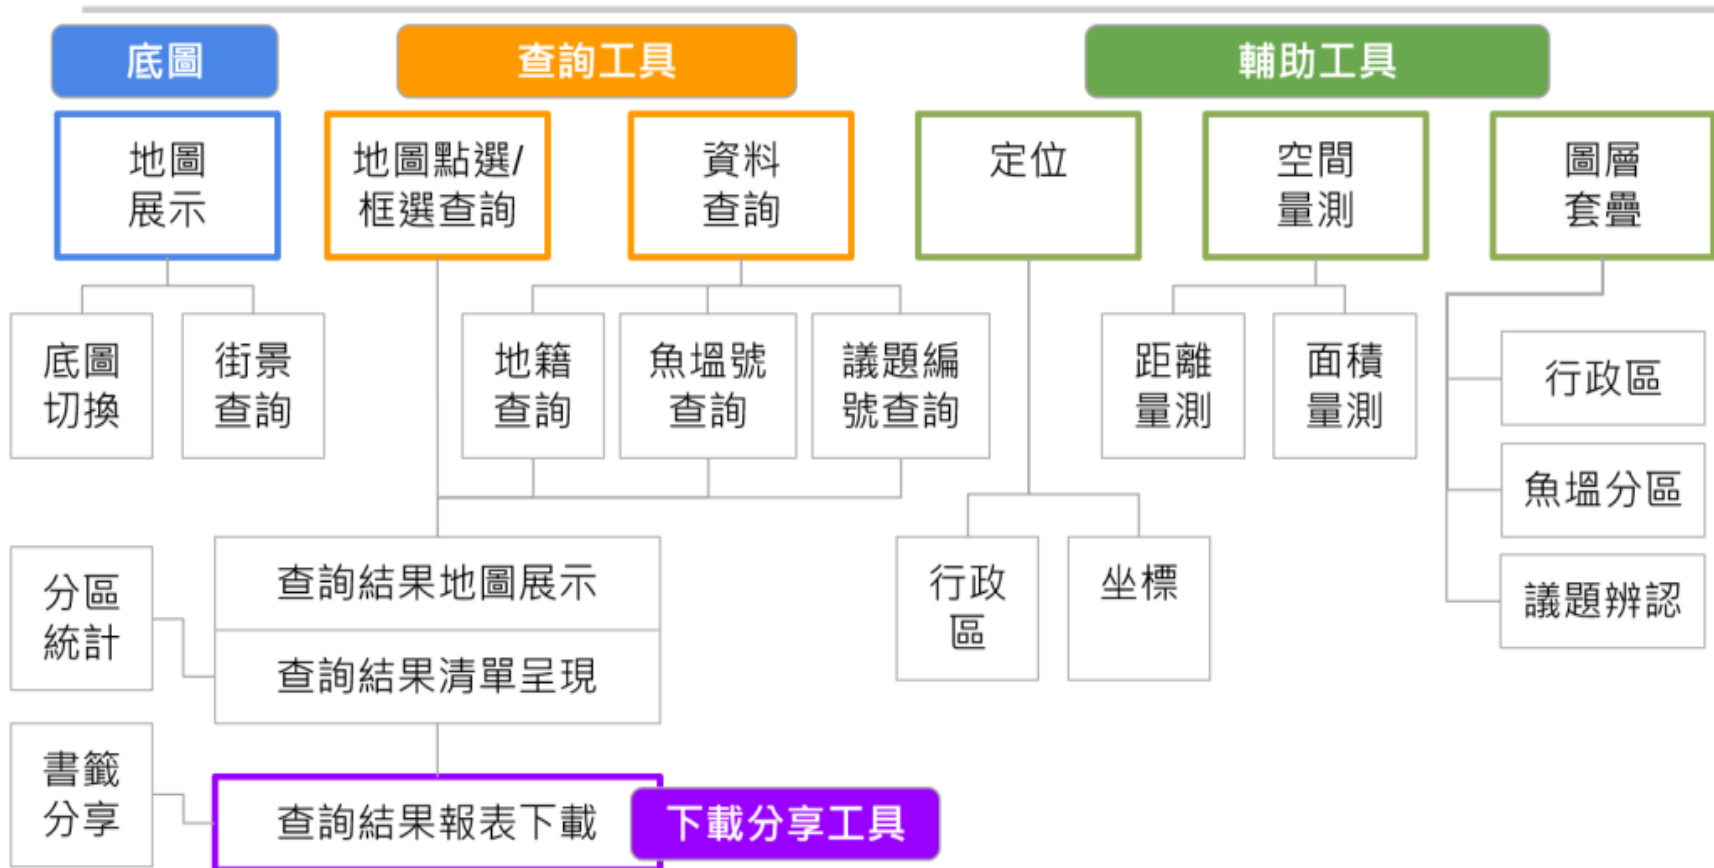 底圖
查詢工具
輔助工具
地圖
展示
地圖點選/
框選查詢
資料
查詢
定位
空間
量測
圖層
套疊
底圖
切換
街景
查詢
地籍
查詢
魚塭號
查詢
議題編
號查詢
距離
量測
面積
量測
行政區
魚塭分區
議題辨認
行政
區
坐標
分區
統計
查詢結果地圖展示
查詢結果清單呈現
書籤
分享
查詢結果報表下載
下載分享工具